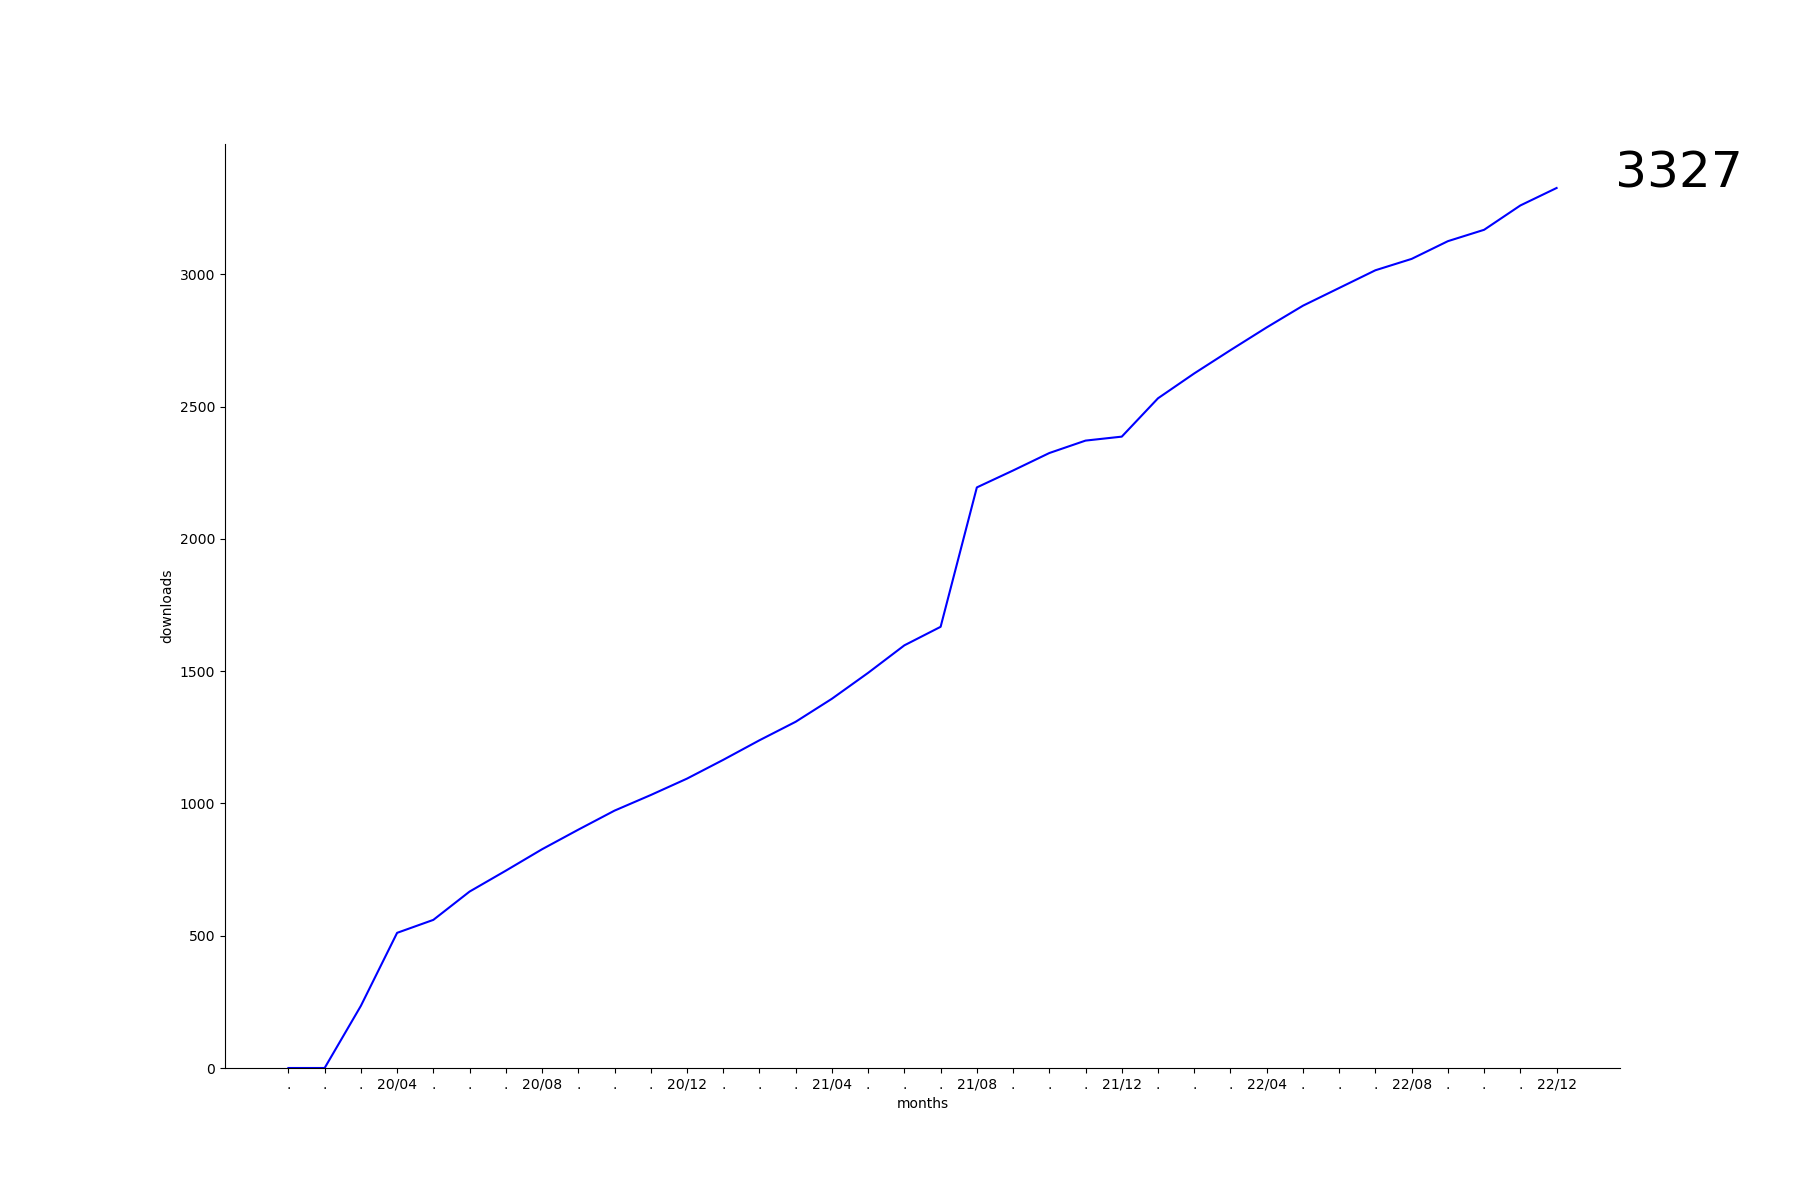 3327
3000
2500
2000
1500
1000
500
0
downloads
. . . 20/04 . . . 20/08 . . . 20/12 . . . 21/04 . . . 21/08 . . . 21/12 . . . 22/04 . . . 22/08 . . . 22/12
months